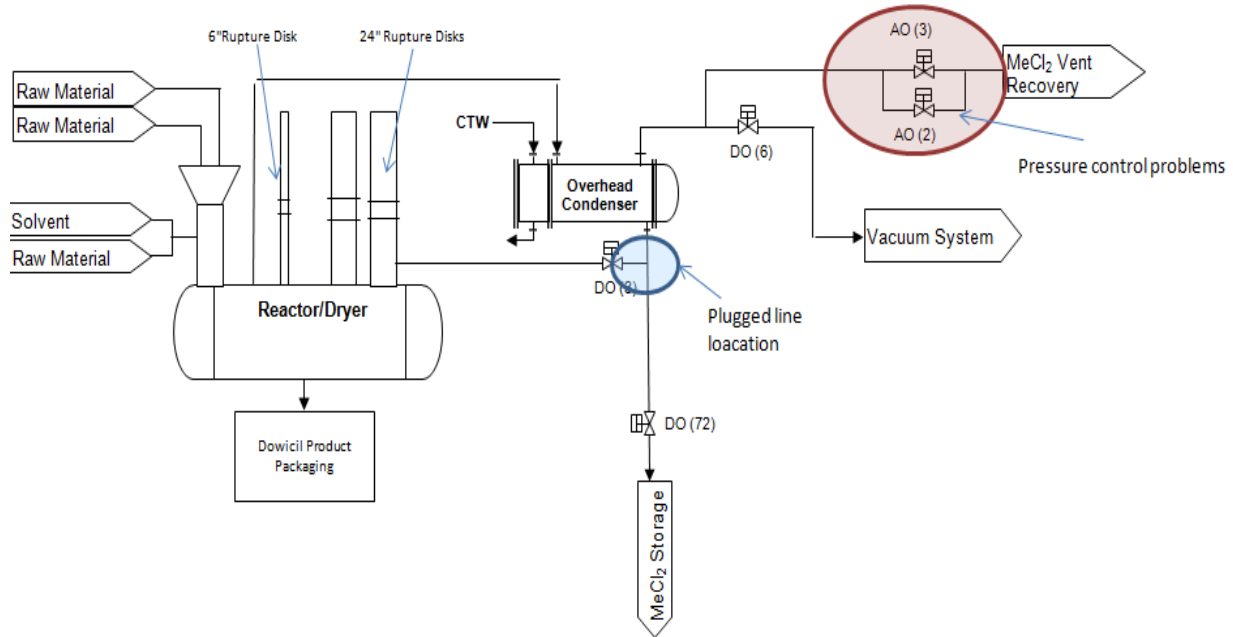 6"Rupture Disk
24" Rupture Disks
AO (3)
MeCl₂ Vent
Recovery
Raw Material
Raw Material
CTW
AO (2)
DO (6)
Pressure control problems
Overhead
Condenser
Solvent
Raw Material
Vacuum System
DO (3)
Reactor/Dryer
Plugged line
loacation
DO (72)
Dowicil Product
Packaging
MeCl₂ Storage